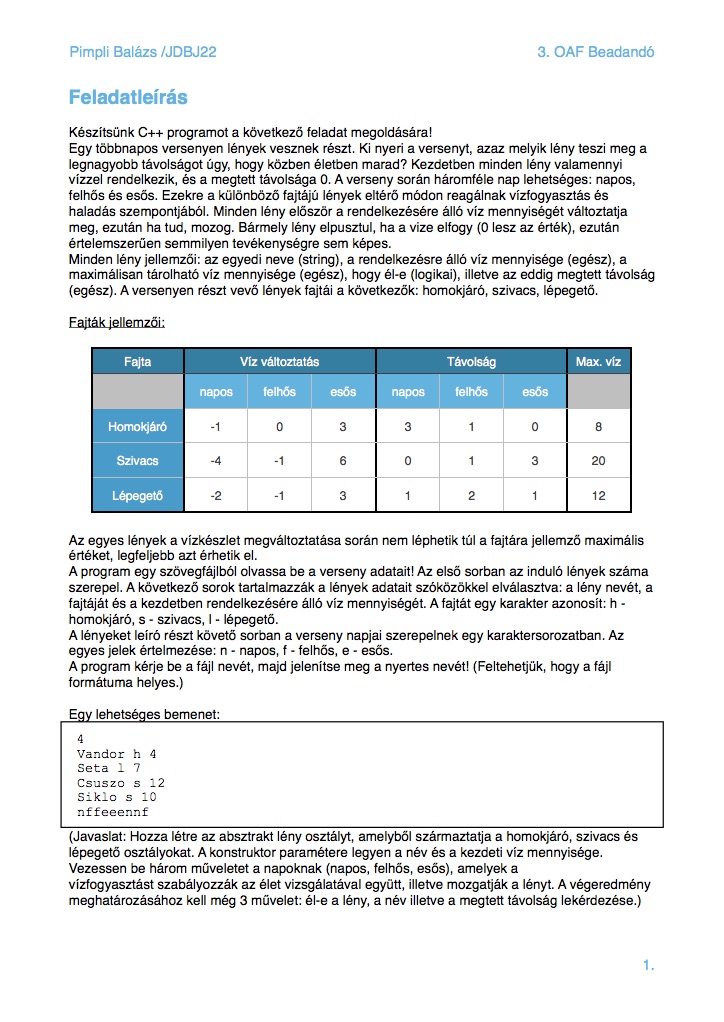 Pimpli Balázs /JDBJ22 3. OAF Beadandó
Feladatleírás
Készítsünk C++ programot a következő feladat megoldására!
Egy többnapos versenyen lények vesznek részt. Ki nyeri a versenyt, azaz melyik lény teszi meg a
legnagyobb távolságot úgy, hogy közben életben marad? Kezdetben minden lény valamennyi
vízzel rendelkezik, és a megtett távolsága 0. A verseny során háromféle nap lehetséges: napos,
felhős és esős. Ezekre a különböző fajtájú lények eltérő módon reagálnak vízfogyasztás és
haladás szempontjából. Minden lény először a rendelkezésére álló víz mennyiségét változtatja
meg, ezután ha tud, mozog. Bármely lény elpusztul, ha a vize elfogy (0 lesz az érték), ezután
értelemszerűen semmilyen tevékenységre sem képes.
Minden lény jellemzői: az egyedi neve (string), a rendelkezésre álló víz mennyisége (egész), a
maximálisan tárolható víz mennyisége (egész), hogy él-e (logikai), illetve az eddig megtett távolság
(egész). A versenyen részt vevő lények fajtái a következők: homokjáró, szivacs, lépegető.
Fajták jellemzői:
Fajta Víz változtatás Távolság Max. víz
napos felhős esős napos felhős esős
Homokjáró -1 0 3 3 1 0 8
Szivacs -4 -1 6 0 1 3 20
Lépegető -2 -1 3 1 2 1 12
Az egyes lények a vízkészlet megváltoztatása során nem léphetik túl a fajtára jellemző maximális
értéket, legfeljebb azt érhetik el.
A program egy szövegfájlból olvassa be a verseny adatait! Az első sorban az induló lények száma
szerepel. A következő sorok tartalmazzák a lények adatait szóközökkel elválasztva: a lény nevét, a
fajtáját és a kezdetben rendelkezésére álló víz mennyiségét. A fajtát egy karakter azonosít: h -
homokjáró, s - szivacs, l - lépegető.
A lényeket leíró részt követő sorban a verseny napjai szerepelnek egy karaktersorozatban. Az
egyes jelek értelmezése: n - napos, f - felhős, e - esős.
A program kérje be a fájl nevét, majd jelenítse meg a nyertes nevét! (Feltehetjük, hogy a fájl
formátuma helyes.)
Egy lehetséges bemenet:
4
Vandor h 4
Seta l 7
Csuszo s 12
Siklo s 10
nffeeennf
(Javaslat: Hozza létre az absztrakt lény osztályt, amelyből származtatja a homokjáró, szivacs és
lépegető osztályokat. A konstruktor paramétere legyen a név és a kezdeti víz mennyisége.
Vezessen be három műveletet a napoknak (napos, felhős, esős), amelyek a
vízfogyasztást szabályozzák az élet vizsgálatával együtt, illetve mozgatják a lényt. A végeredmény
meghatározásához kell még 3 művelet: él-e a lény, a név illetve a megtett távolság lekérdezése.)
1.